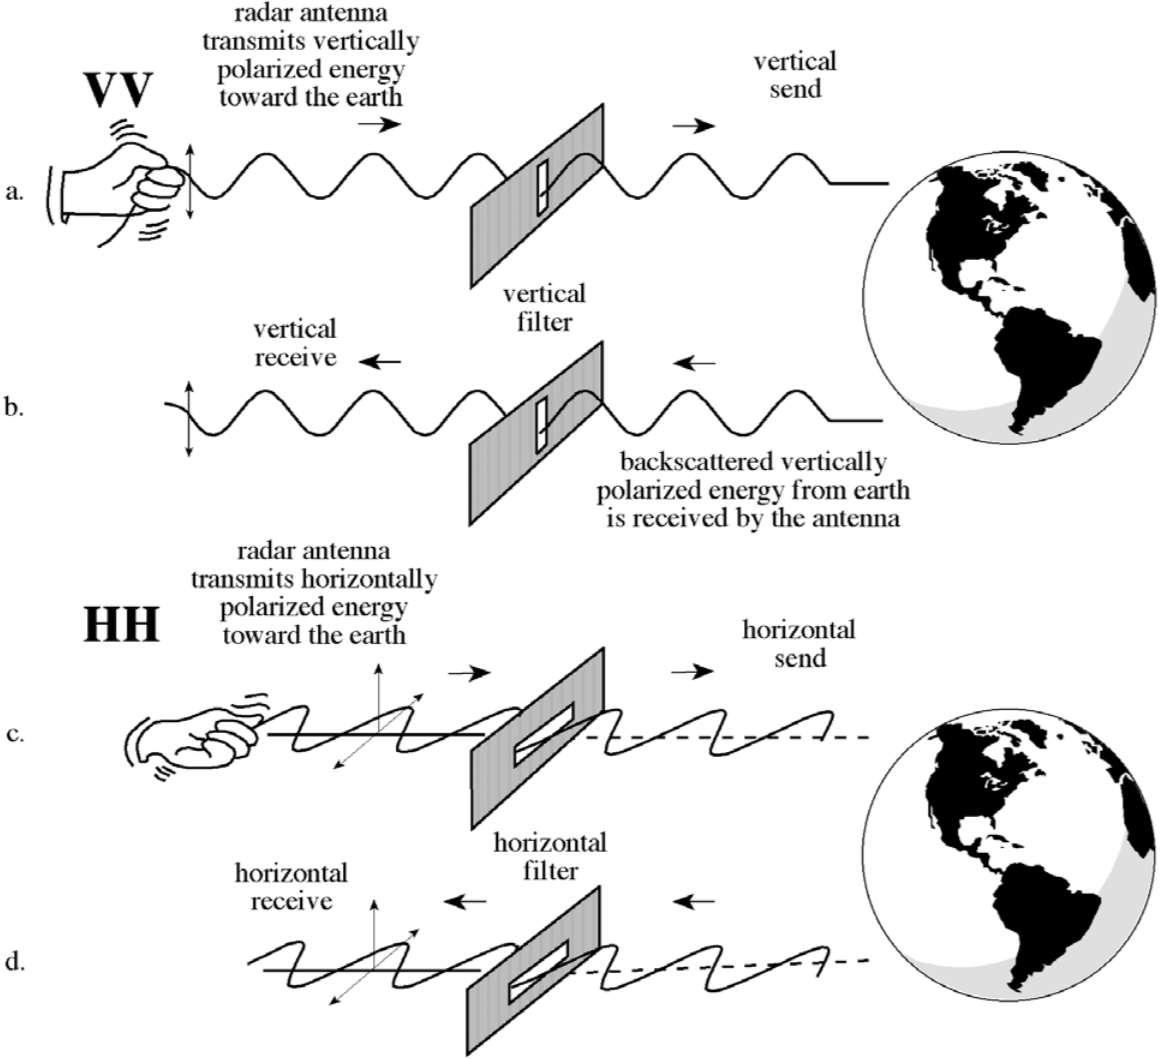 radar antenna
transmits vertically
polarized energy
toward the earth
VV
vertical
send
a.
vertical
filter
vertical
receive
b.
backscattered vertically
polarized energy from earth
is received by the antenna
radar antenna
transmits horizontally
polarized energy
toward the earth
HH
horizontal
send
c.
horizontal
filter
horizontal
receive
d.